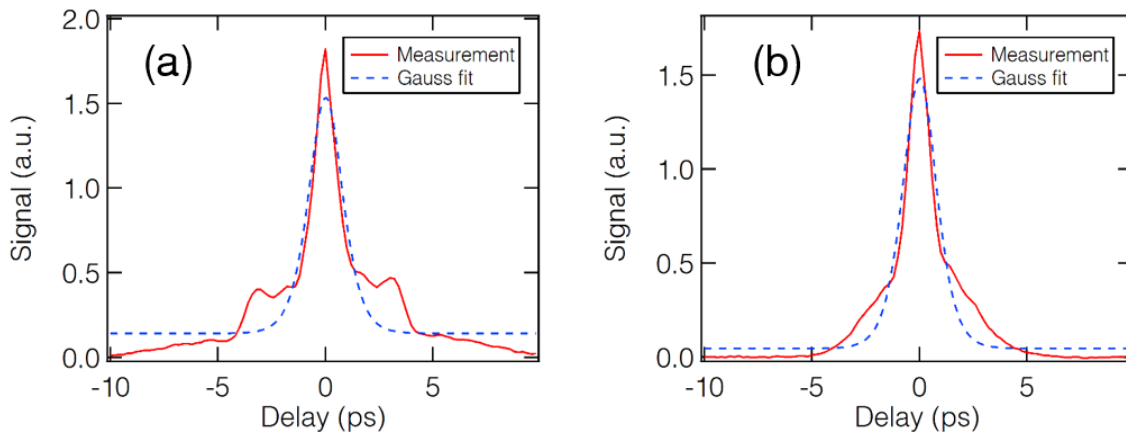 (a)
Measurement
Gauss fit
2.0
1.5
1.0
0.5
0.0
Signal (a.u.)
-10
-5
0
5
Delay (ps)
(b)
Measurement
Gauss fit
1.5
1.0
0.5
0.0
Signal (a.u.)
-10
-5
0
5
Delay (ps)